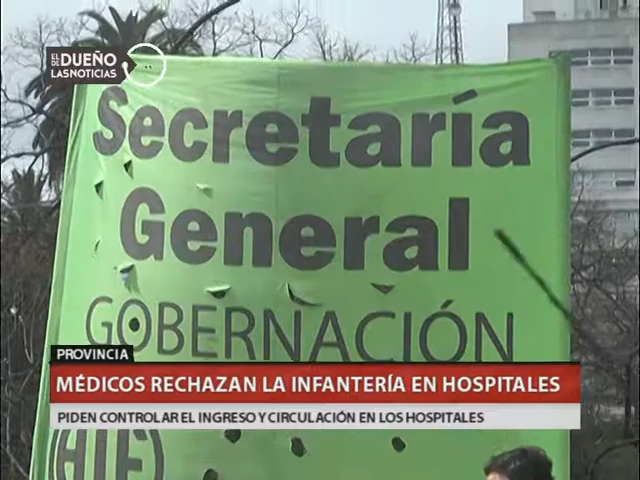 SEP
DUEÑO
LASNOTICIAS
Secretaría
General
GOBERNACIÓN
PROVINCIA
MÉDICOS RECHAZAN LA INFANTERÍA EN HOSPITALES
PIDEN CONTROLAR EL INGRESO Y CIRCULACIÓN EN LOS HOSPITALES